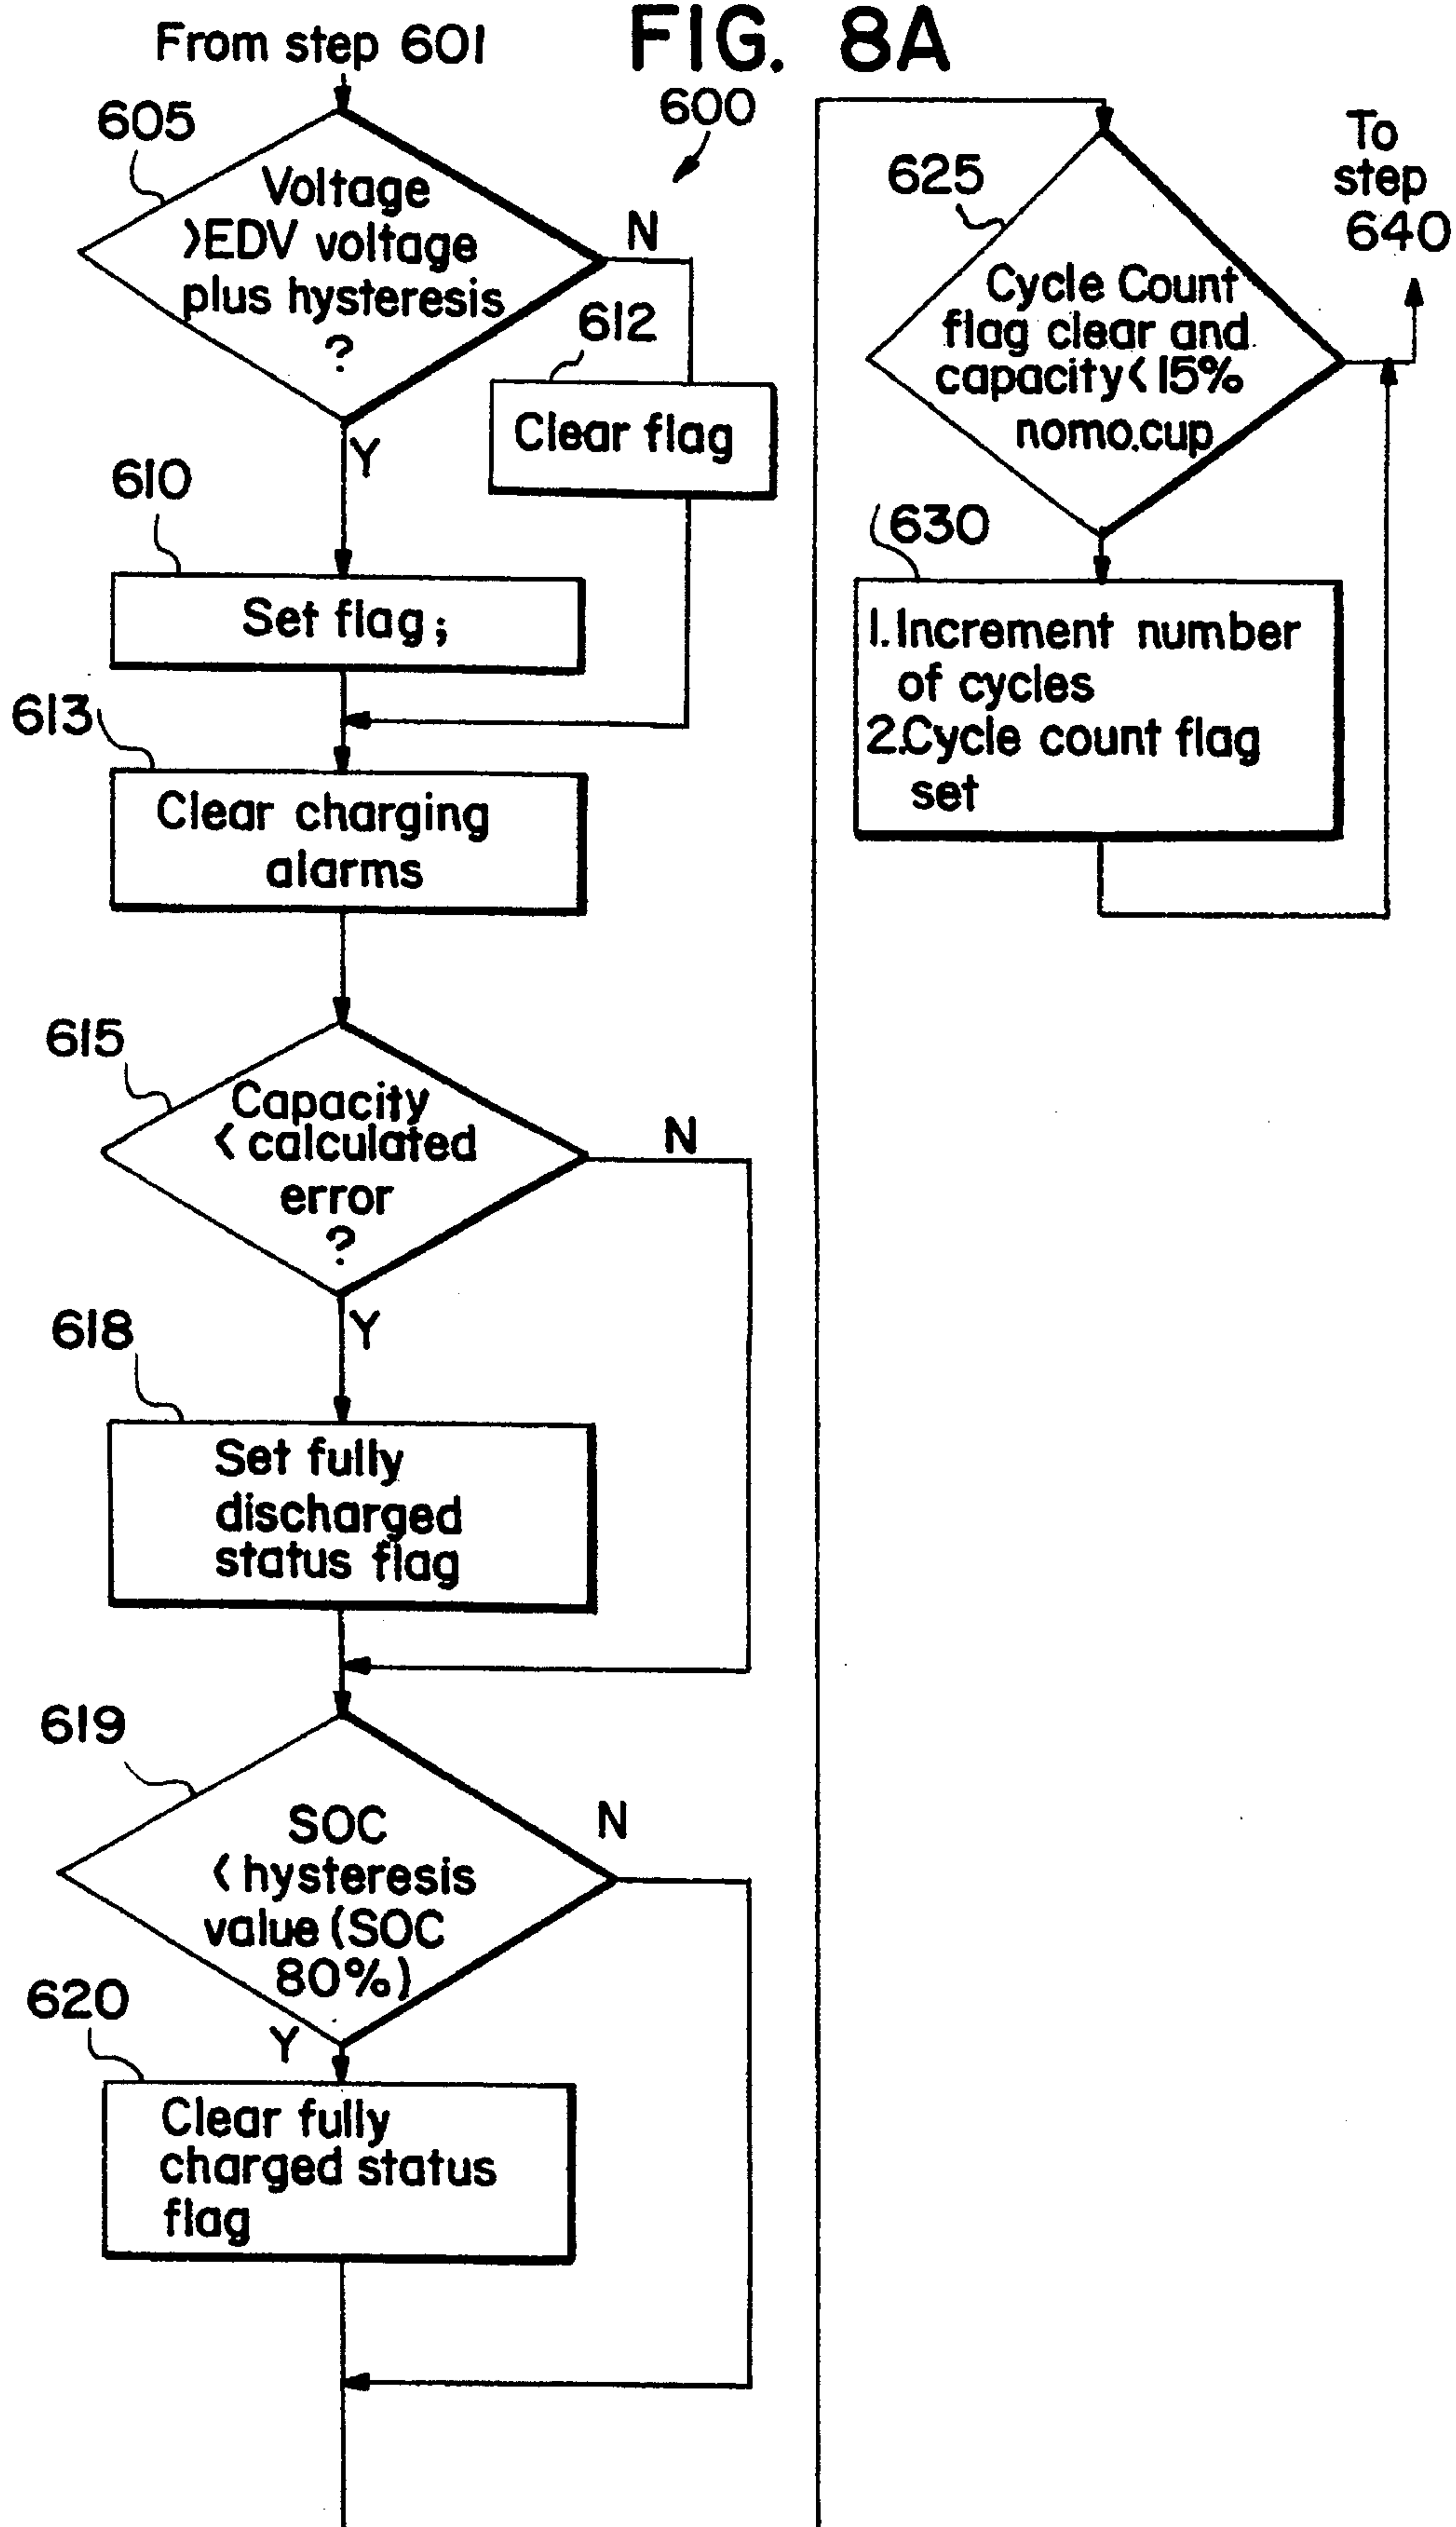 FIG. 8A
From step 601
600
605
Voltage
>EDV voltage
plus hysteresis
?
N
Y
612
Clear flag
610
Set flag;
613
Clear charging
alarms
615
Capacity
< calculated
error
?
N
Y
618
Set fully
discharged
status flag
619
SOC
< hysteresis
value (SOC
80%)
N
Y
620
Clear fully
charged status
flag
625
Cycle Count
flag clear and
capacity < 15%
nomo.cup
To
step
640
630
1. Increment number
of cycles
2. Cycle count flag
set